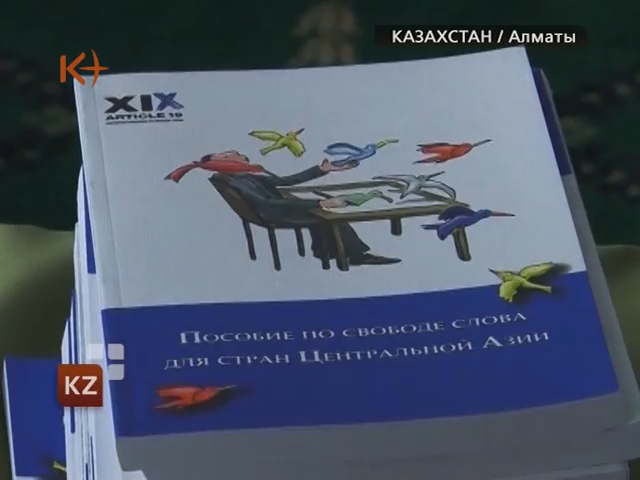 КАЗАХСТАН / Алматы
K+
XIX
ARTICLE 19
ПОСОБИЕ ПО СВОБОДЕ СЛОВА
ДЛЯ СТРАН ЦЕНТРАЛЬНОЙ АЗИИ
KZ